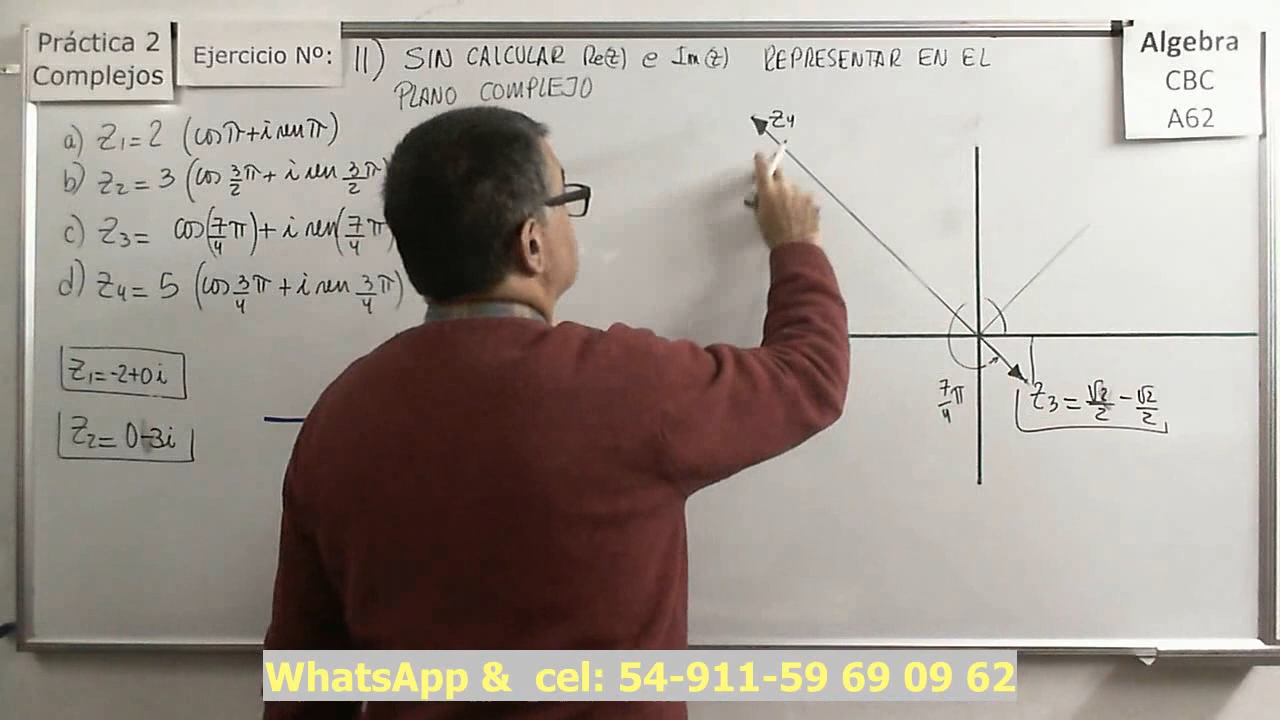 Práctica 2
Complejos
Ejercicio Nº:
11) SIN CALCULAR Re(z) e Im(z) REPRESENTAR EN EL
PLANO COMPLEJO
Algebra
CBC
A62
a) Z1=2 (cosπ+i senπ)
b) Z2=3 (cos 3/2 π + i sen 3/2 π
c) Z3= cos(7/4 π)+i sen(7/4 π
d) Z4=5 (cos 3/4 π + i sen 3/4 π)
Z1=-2+0i
Z2=0-3i
Z4
7/4 π
Z3=√2/2-√2/2
WhatsApp & cel: 54-911-59 69 09 62